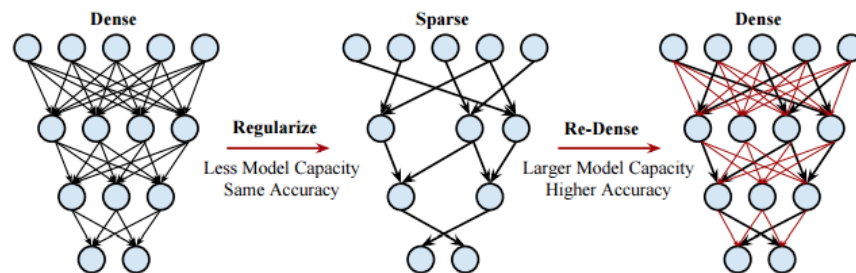 Dense
Sparse
Dense
Regularize
Less Model Capacity
Same Accuracy
Re-Dense
Larger Model Capacity
Higher Accuracy